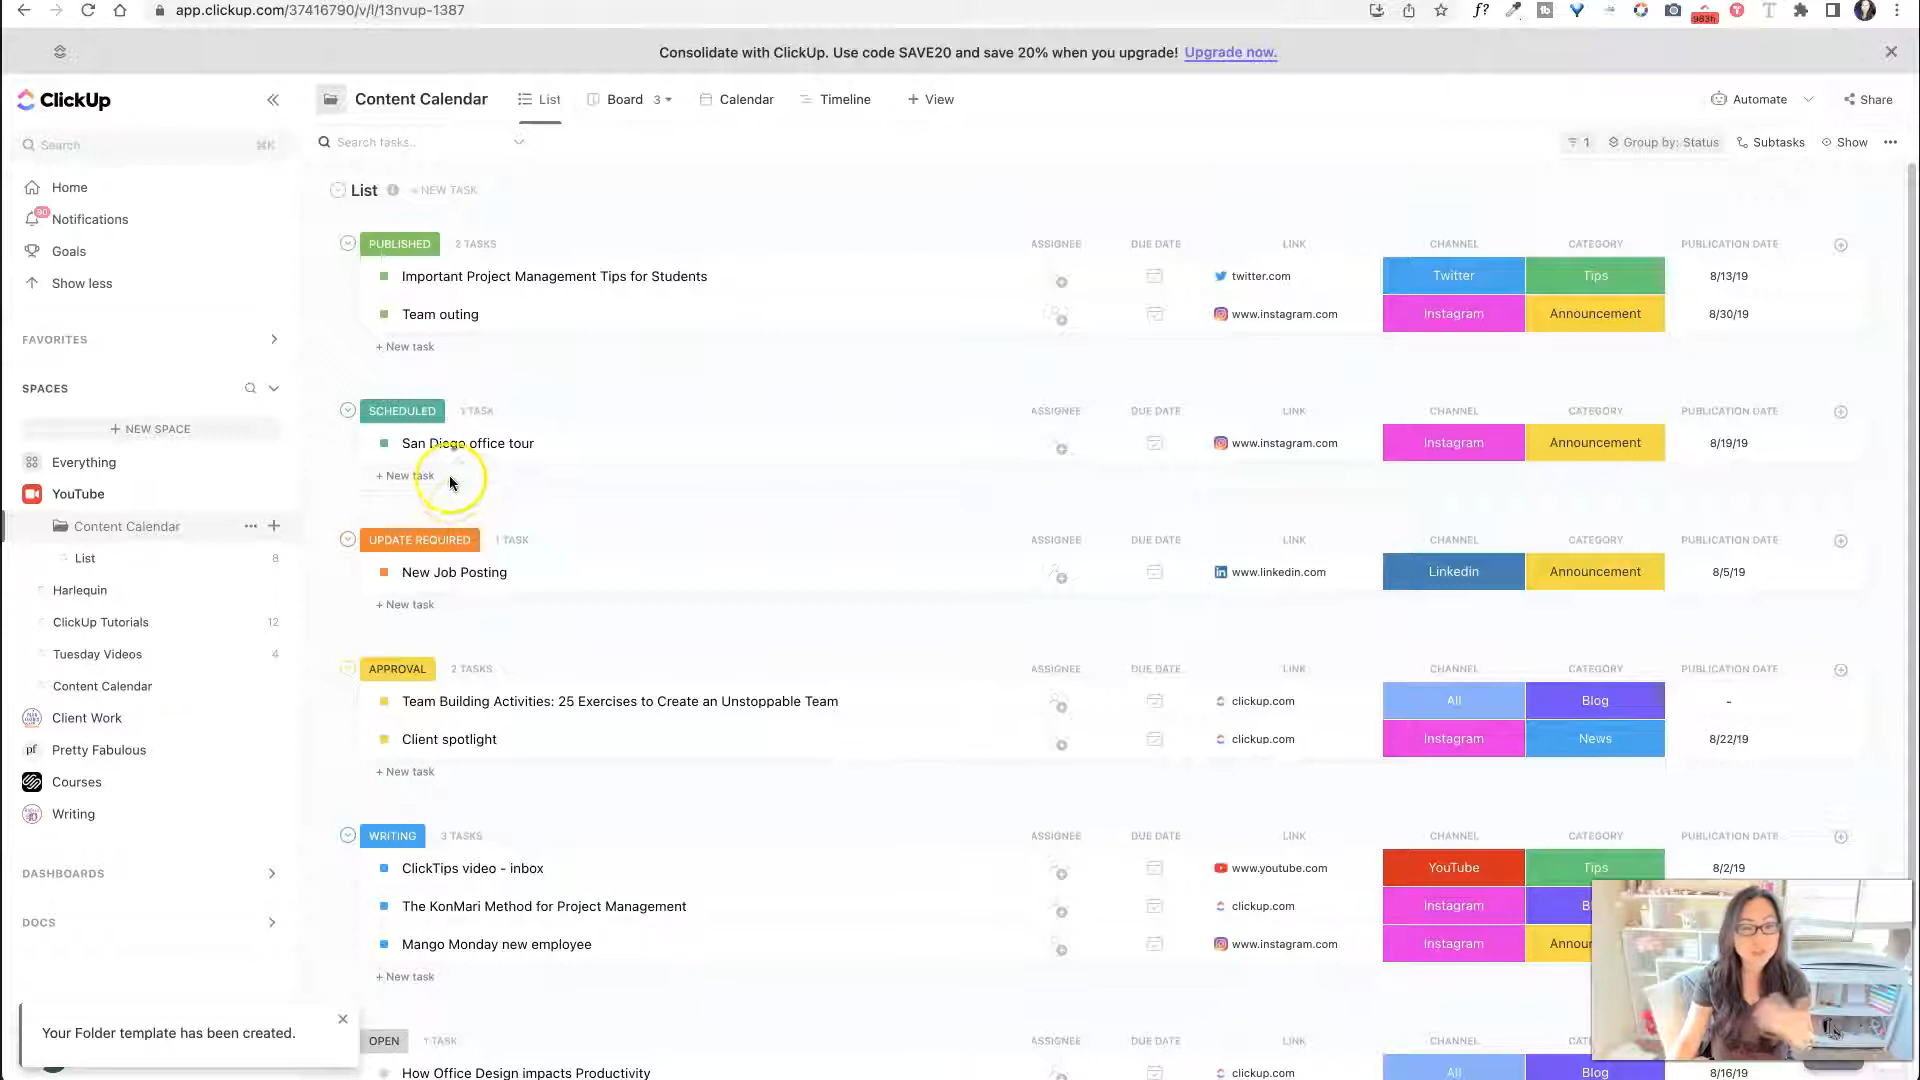 app.clickup.com/37416790/v/l/13nvup-1387
f?
983h
Consolidate with ClickUp. Use code SAVE20 and save 20% when you upgrade! Upgrade now.
ClickUp
Content Calendar
List
Board 3
Calendar
Timeline
+ View
Automate
Share
Search ⌘K
Search tasks...
1
Group by: Status
Subtasks
Show
Home
90
Notifications
Goals
Show less
FAVORITES
SPACES
+ NEW SPACE
Everything
YouTube
Content Calendar
List 8
Harlequin
ClickUp Tutorials 12
Tuesday Videos 4
Content Calendar
Client Work
pf Pretty Fabulous
Courses
Writing
DASHBOARDS
DOCS
Your Folder template has been created.
List + NEW TASK
PUBLISHED 2 TASKS ASSIGNEE DUE DATE LINK CHANNEL CATEGORY PUBLICATION DATE
Important Project Management Tips for Students twitter.com Twitter Tips 8/13/19
Team outing www.instagram.com Instagram Announcement 8/30/19
+ New task
SCHEDULED 1 TASK ASSIGNEE DUE DATE LINK CHANNEL CATEGORY PUBLICATION DATE
San Diego office tour www.instagram.com Instagram Announcement 8/19/19
+ New task
UPDATE REQUIRED 1 TASK ASSIGNEE DUE DATE LINK CHANNEL CATEGORY PUBLICATION DATE
New Job Posting www.linkedin.com Linkedin Announcement 8/5/19
+ New task
APPROVAL 2 TASKS ASSIGNEE DUE DATE LINK CHANNEL CATEGORY PUBLICATION DATE
Team Building Activities: 25 Exercises to Create an Unstoppable Team clickup.com All Blog -
Client spotlight clickup.com Instagram News 8/22/19
+ New task
WRITING 3 TASKS ASSIGNEE DUE DATE LINK CHANNEL CATEGORY PUBLICATION DATE
ClickTips video - inbox www.youtube.com YouTube Tips 8/2/19
The KonMari Method for Project Management clickup.com Instagram
Mango Monday new employee www.instagram.com Instagram
+ New task
OPEN 1 TASK ASSIGNEE DUE DATE LINK CHANNEL CATEGORY PUBLICATION DATE
How Office Design impacts Productivity clickup.com All Blog 8/16/19